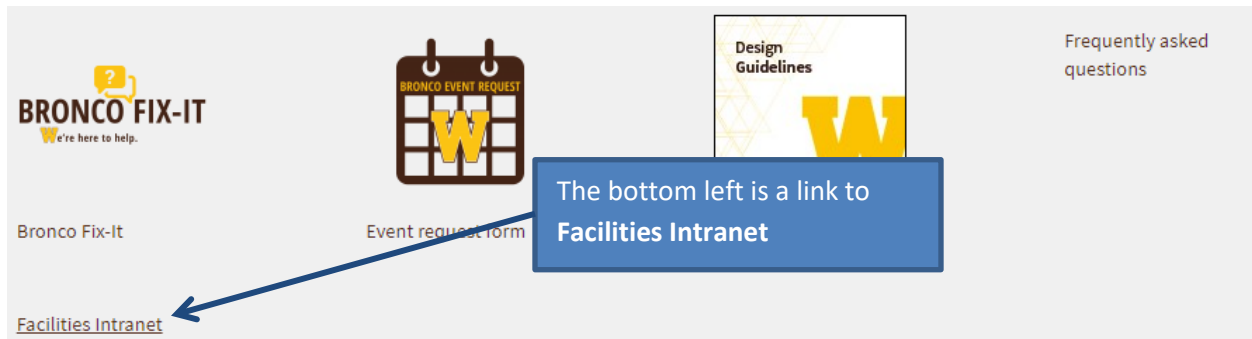 BRONCO FIX-IT
We're here to help.
Bronco Fix-It
BRONCO EVENT REQUEST
W
Event request form
Design
Guidelines
W
Frequently asked
questions
The bottom left is a link to
Facilities Intranet
Facilities Intranet